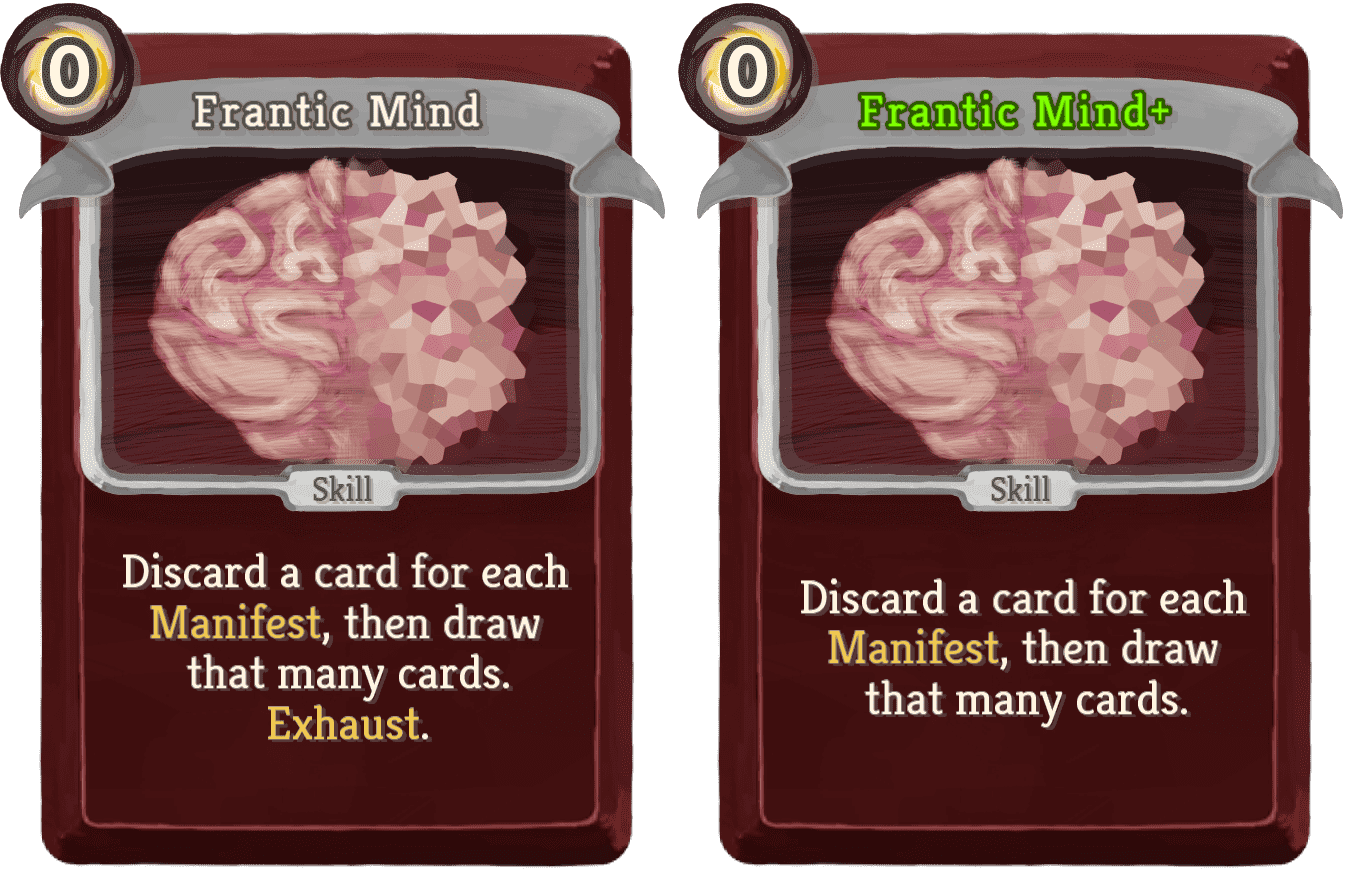 0
Frantic Mind
Skill
Discard a card for each
Manifest, then draw
that many cards.
Exhaust.
0
Frantic Mind+
Skill
Discard a card for each
Manifest, then draw
that many cards.